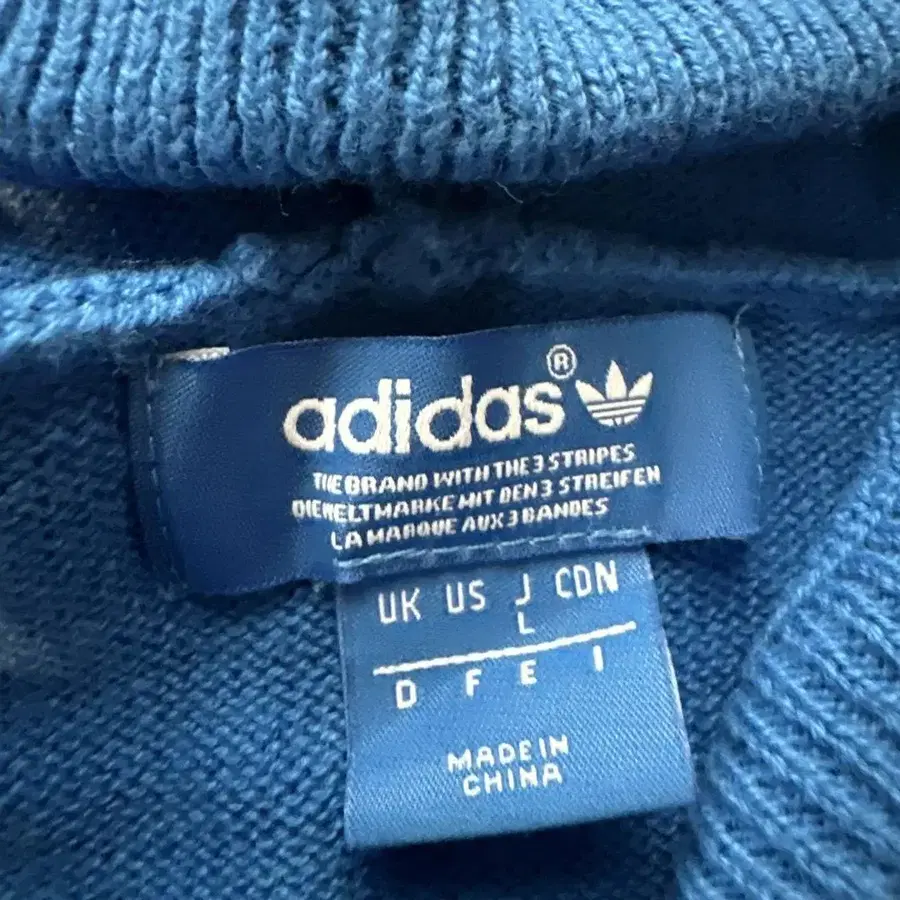 adidas®
THE BRAND WITH THE 3 STRIPES
DIE WELTMARKE MIT DEN 3 STREIFEN
LA MARQUE AUX 3 BANDES
UK US J CDN
L
D F E I
MADE IN
CHINA